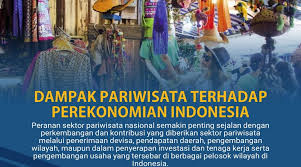 DAMPAK PARIWISATA TERHADAP
PEREKONOMIAN INDONESIA
Peranan sektor pariwisata nasional semakin penting sejalan dengan
perkembangan dan kontribusi yang diberikan sektor pariwisata
melalui penerimaan devisa, pendapatan daerah, pengembangan
wilayah, maupun dalam penyerapan investasi dan tenaga kerja serta
pengembangan usaha yang tersebar di berbagai pelosok wilayah di
Indonesia.